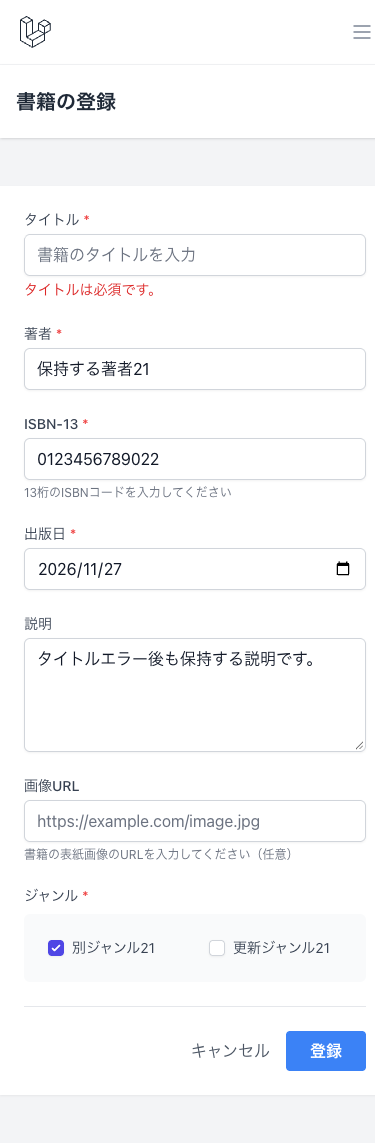 書籍の登録
タイトル *
書籍のタイトルを入力
タイトルは必須です。
著者 *
保持する著者21
ISBN-13 *
0123456789022
13桁のISBNコードを入力してください
出版日 *
2026/11/27
説明
タイトルエラー後も保持する説明です。
画像URL
https://example.com/image.jpg
書籍の表紙画像のURLを入力してください（任意）
ジャンル *
別ジャンル21 更新ジャンル21
キャンセル 登録